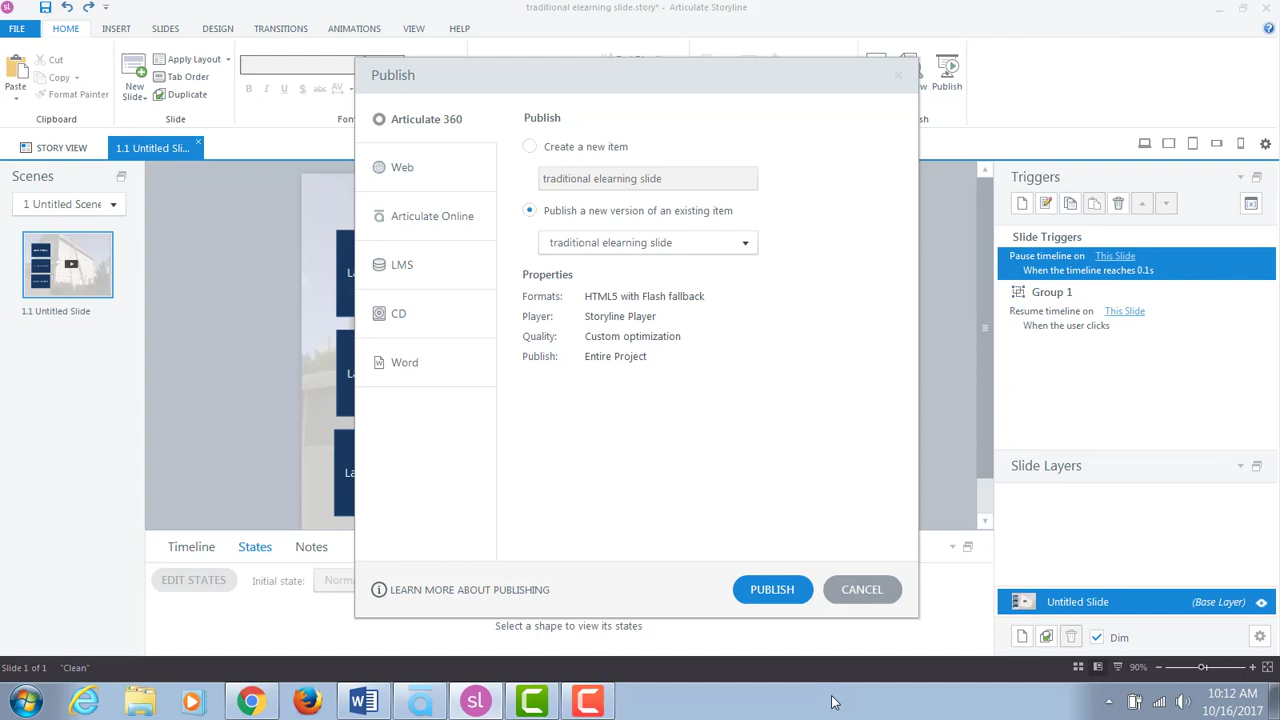 sl
traditional elearning slide.story* - Articulate Storyline
FILE HOME INSERT SLIDES DESIGN TRANSITIONS ANIMATIONS VIEW HELP
Paste
Cut
Copy
Format Painter
Clipboard
New Slide
Apply Layout
Tab Order
Duplicate
Slide
B I U S abc AV
Publish
STORY VIEW
1.1 Untitled Sli...
Scenes
1 Untitled Scene
1.1 Untitled Slide
Publish
Articulate 360
Web
Articulate Online
LMS
CD
Word
Publish
Create a new item
traditional elearning slide
Publish a new version of an existing item
traditional elearning slide
Properties
Formats: HTML5 with Flash fallback
Player: Storyline Player
Quality: Custom optimization
Publish: Entire Project
LEARN MORE ABOUT PUBLISHING
PUBLISH
CANCEL
Triggers
Slide Triggers
Pause timeline on This Slide
When the timeline reaches 0.1s
Group 1
Resume timeline on This Slide
When the user clicks
Slide Layers
Untitled Slide (Base Layer)
Dim
Timeline States Notes
EDIT STATES Initial state:
Select a shape to view its states
Slide 1 of 1 "Clean"
90%
sl
10:12 AM
10/16/2017